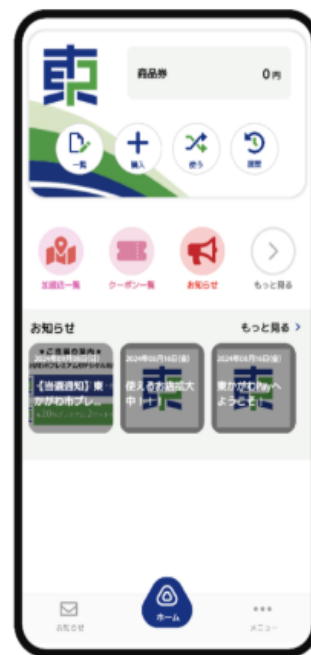 東
商品券 0円
一覧 購入 使う 履歴
加盟店一覧 クーポン一覧 お知らせ もっと見る
お知らせ もっと見る
【当選通知】東かがわ市プレ...
2024年08月16日(金)
使えるお店拡大中！！！
2024年08月16日(金)
東かがわPayへようこそ！
お知らせ ホーム メニュー